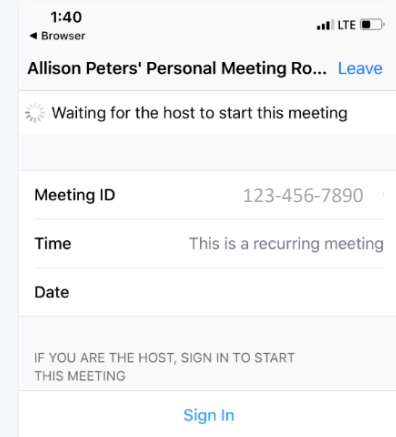 1:40
LTE
◄ Browser
Allison Peters' Personal Meeting Ro... Leave
Waiting for the host to start this meeting
Meeting ID 123-456-7890
Time This is a recurring meeting
Date
IF YOU ARE THE HOST, SIGN IN TO START
THIS MEETING
Sign In